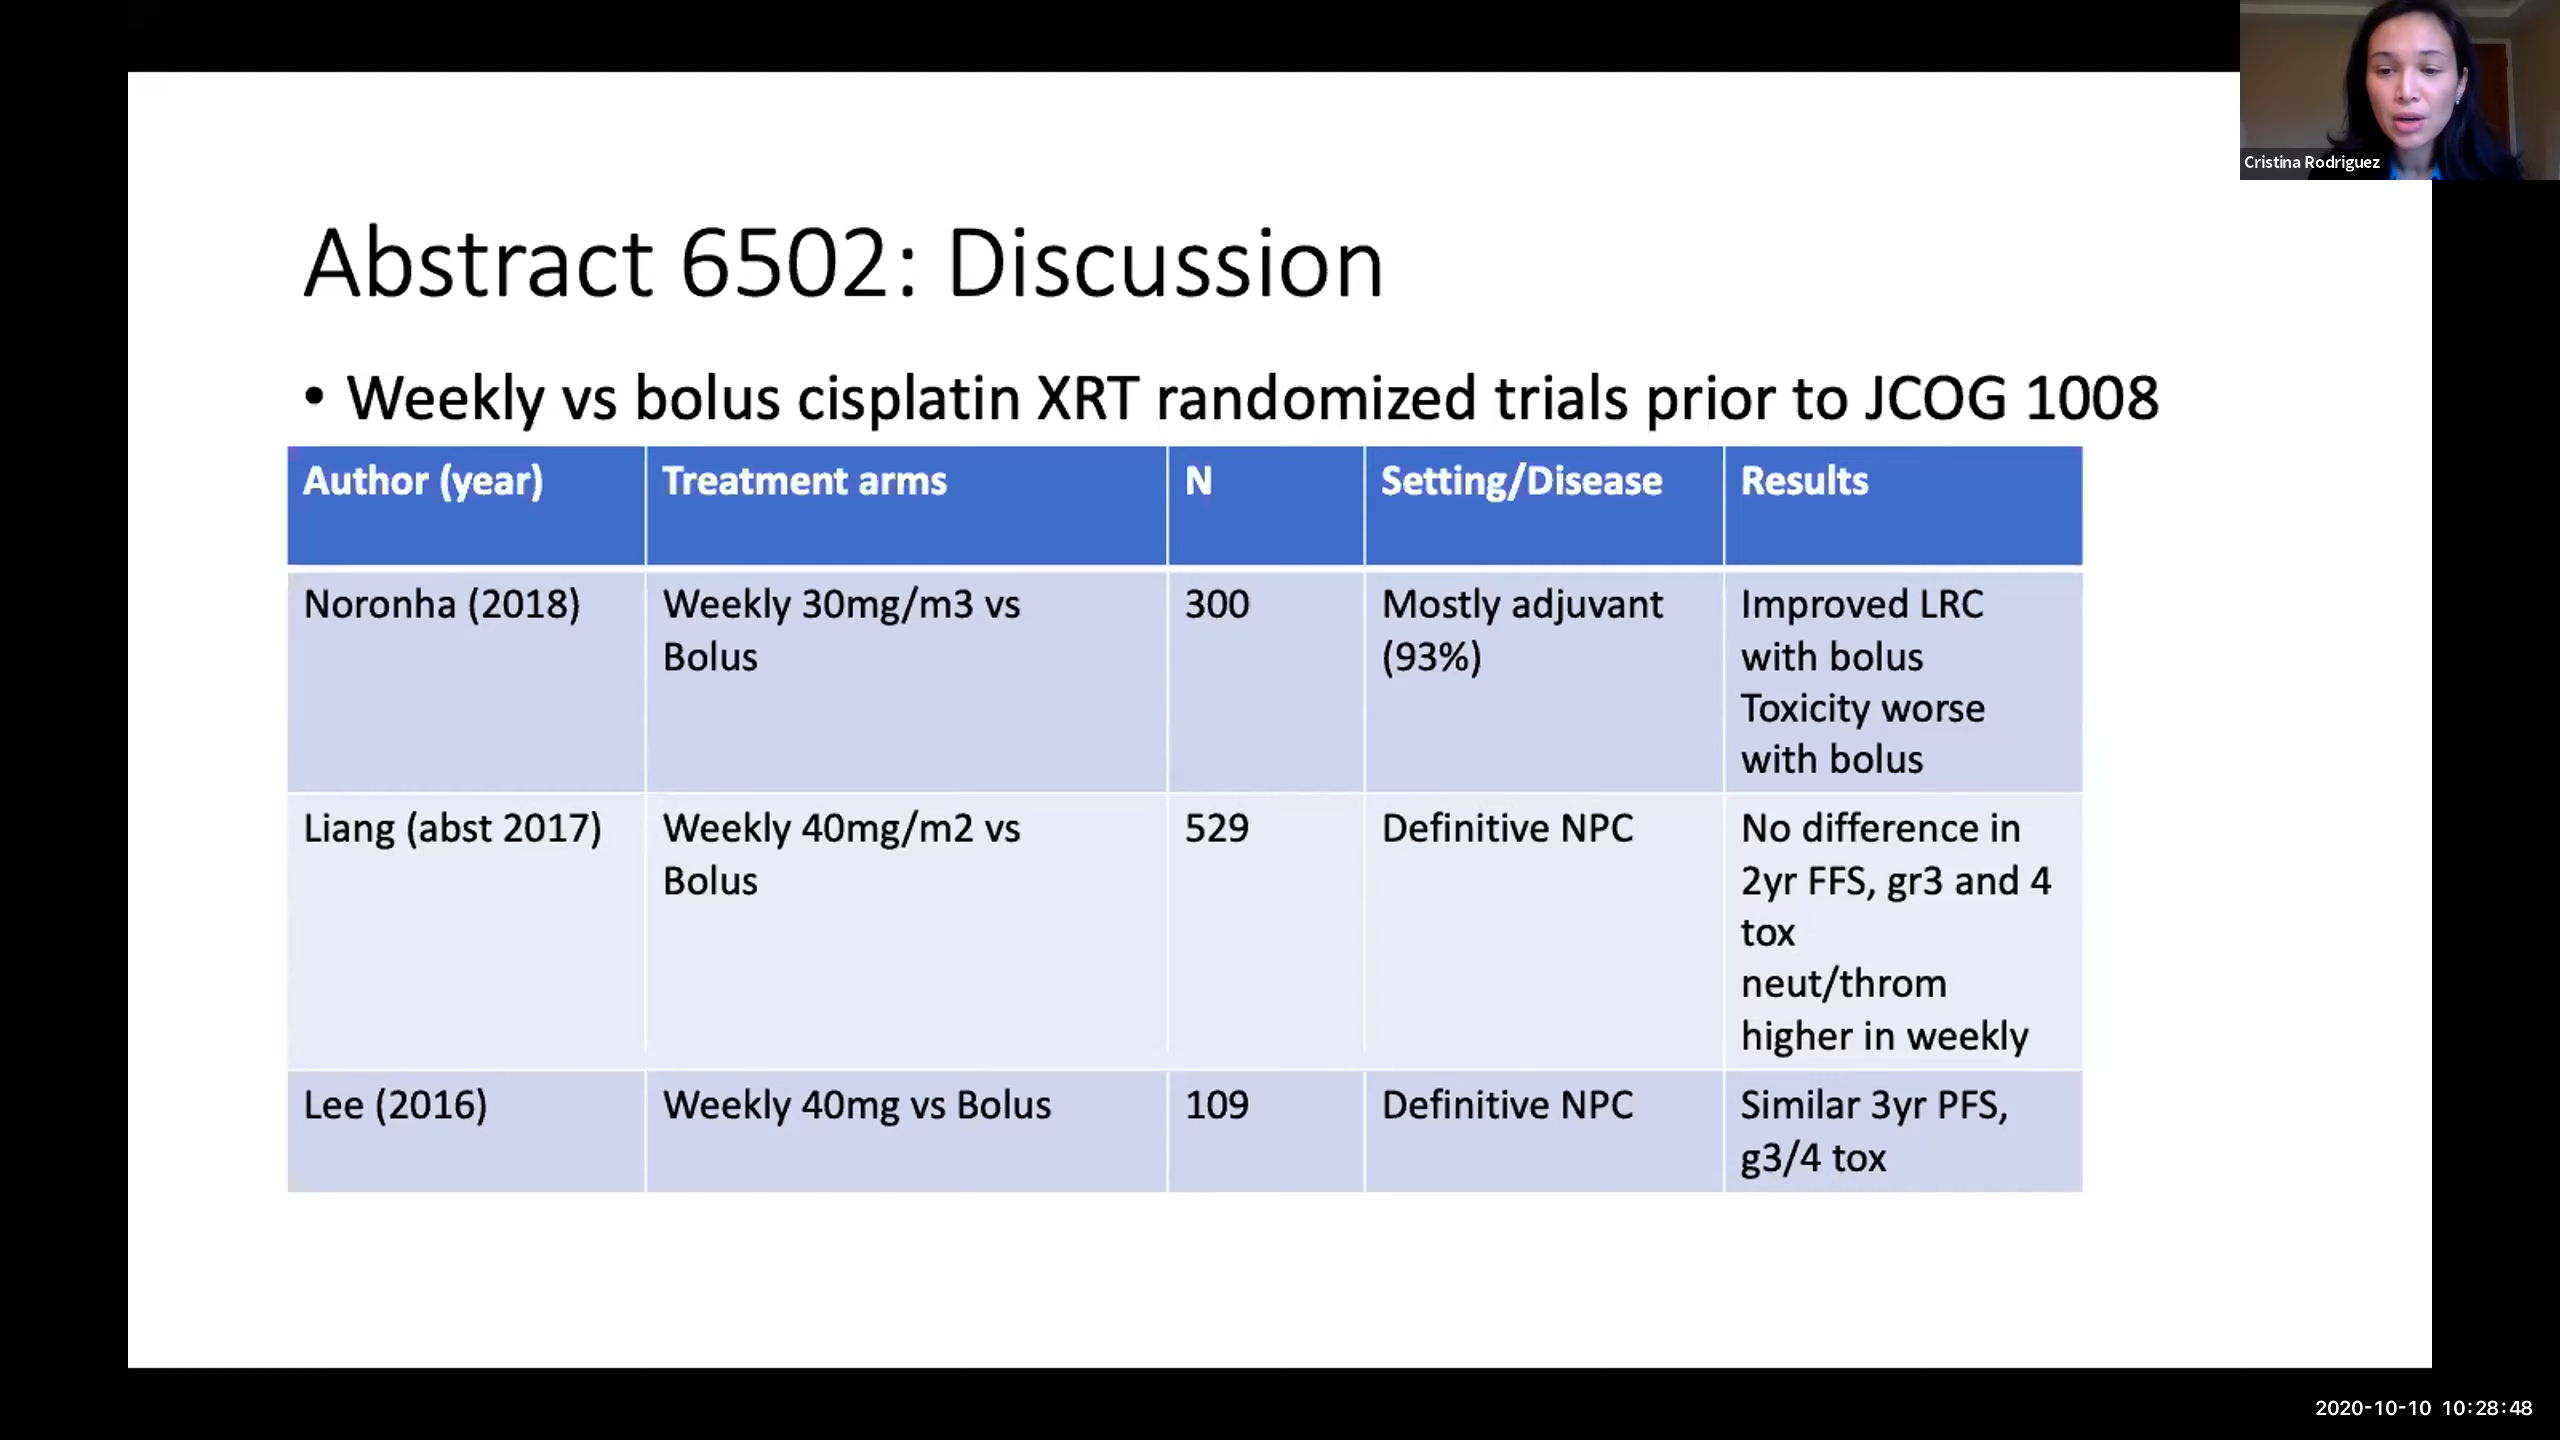 Cristina Rodriguez
Abstract 6502: Discussion
• Weekly vs bolus cisplatin XRT randomized trials prior to JCOG 1008
Author (year)
Treatment arms
N
Setting/Disease
Results
Noronha (2018)
Weekly 30mg/m3 vs
Bolus
300
Mostly adjuvant
(93%)
Improved LRC
with bolus
Toxicity worse
with bolus
Liang (abst 2017)
Weekly 40mg/m2 vs
Bolus
529
Definitive NPC
No difference in
2yr FFS, gr3 and 4
tox
neut/throm
higher in weekly
Lee (2016)
Weekly 40mg vs Bolus
109
Definitive NPC
Similar 3yr PFS,
g3/4 tox
2020-10-10 10:28:48